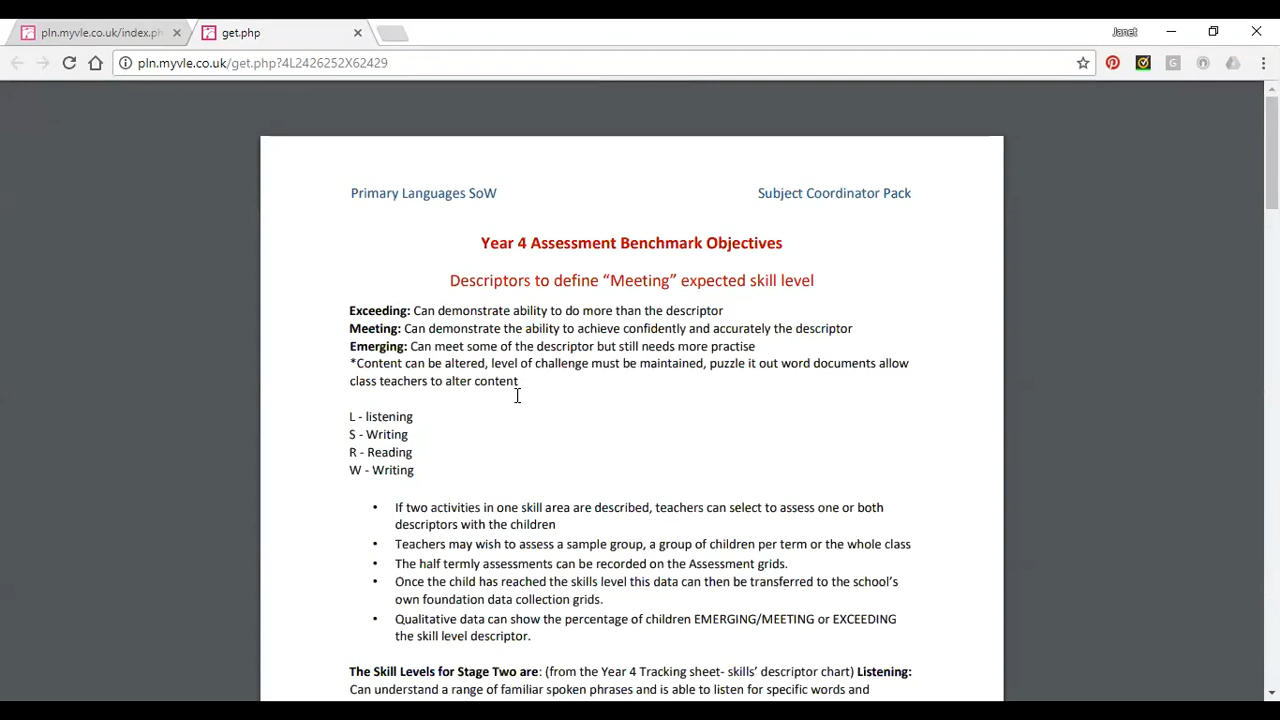 pln.myvle.co.uk/index.ph
get.php
Janet
pln.myvle.co.uk/get.php?4L2426252X62429
Primary Languages SoW
Subject Coordinator Pack
Year 4 Assessment Benchmark Objectives
Descriptors to define “Meeting” expected skill level
Exceeding: Can demonstrate ability to do more than the descriptor
Meeting: Can demonstrate the ability to achieve confidently and accurately the descriptor
Emerging: Can meet some of the descriptor but still needs more practise
*Content can be altered, level of challenge must be maintained, puzzle it out word documents allow
class teachers to alter content
L - listening
S - Writing
R - Reading
W - Writing
• If two activities in one skill area are described, teachers can select to assess one or both
descriptors with the children
• Teachers may wish to assess a sample group, a group of children per term or the whole class
• The half termly assessments can be recorded on the Assessment grids.
• Once the child has reached the skills level this data can then be transferred to the school’s
own foundation data collection grids.
• Qualitative data can show the percentage of children EMERGING/MEETING or EXCEEDING
the skill level descriptor.
The Skill Levels for Stage Two are: (from the Year 4 Tracking sheet- skills’ descriptor chart) Listening:
Can understand a range of familiar spoken phrases and is able to listen for specific words and